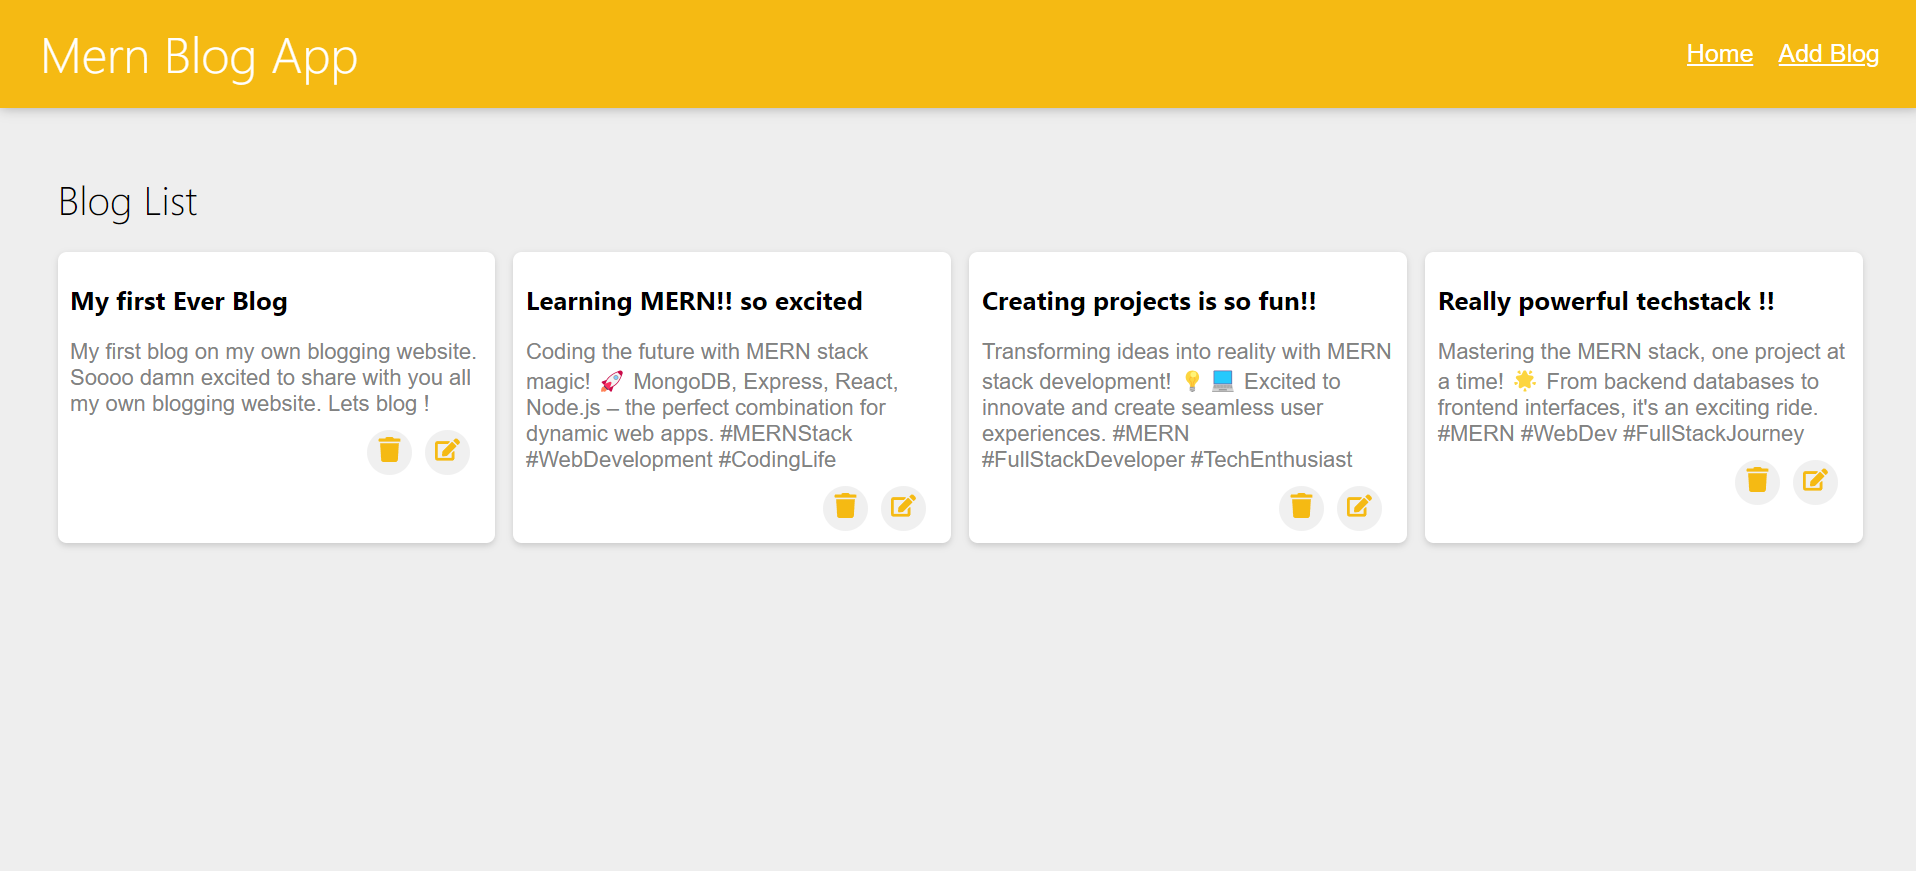 Mern Blog App
Home Add Blog
Blog List
My first Ever Blog
My first blog on my own blogging website.
Soooo damn excited to share with you all
my own blogging website. Lets blog !
Learning MERN!! so excited
Coding the future with MERN stack
magic! 🚀 MongoDB, Express, React,
Node.js – the perfect combination for
dynamic web apps. #MERNStack
#WebDevelopment #CodingLife
Creating projects is so fun!!
Transforming ideas into reality with MERN
stack development! 💡 💻 Excited to
innovate and create seamless user
experiences. #MERN
#FullStackDeveloper #TechEnthusiast
Really powerful techstack !!
Mastering the MERN stack, one project at
a time! 🌟 From backend databases to
frontend interfaces, it's an exciting ride.
#MERN #WebDev #FullStackJourney